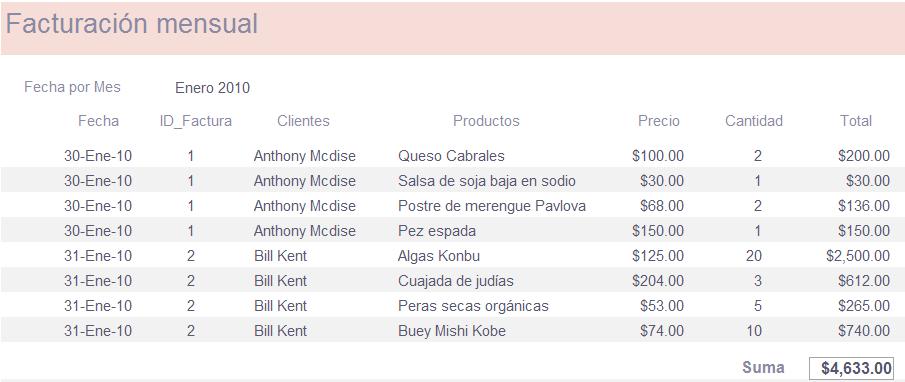 Facturación mensual
Fecha por Mes Enero 2010
Fecha ID_Factura Clientes Productos Precio Cantidad Total
30-Ene-10 1 Anthony Mcdise Queso Cabrales $100.00 2 $200.00
30-Ene-10 1 Anthony Mcdise Salsa de soja baja en sodio $30.00 1 $30.00
30-Ene-10 1 Anthony Mcdise Postre de merengue Pavlova $68.00 2 $136.00
30-Ene-10 1 Anthony Mcdise Pez espada $150.00 1 $150.00
31-Ene-10 2 Bill Kent Algas Konbu $125.00 20 $2,500.00
31-Ene-10 2 Bill Kent Cuajada de judías $204.00 3 $612.00
31-Ene-10 2 Bill Kent Peras secas orgánicas $53.00 5 $265.00
31-Ene-10 2 Bill Kent Buey Mishi Kobe $74.00 10 $740.00
Suma $4,633.00